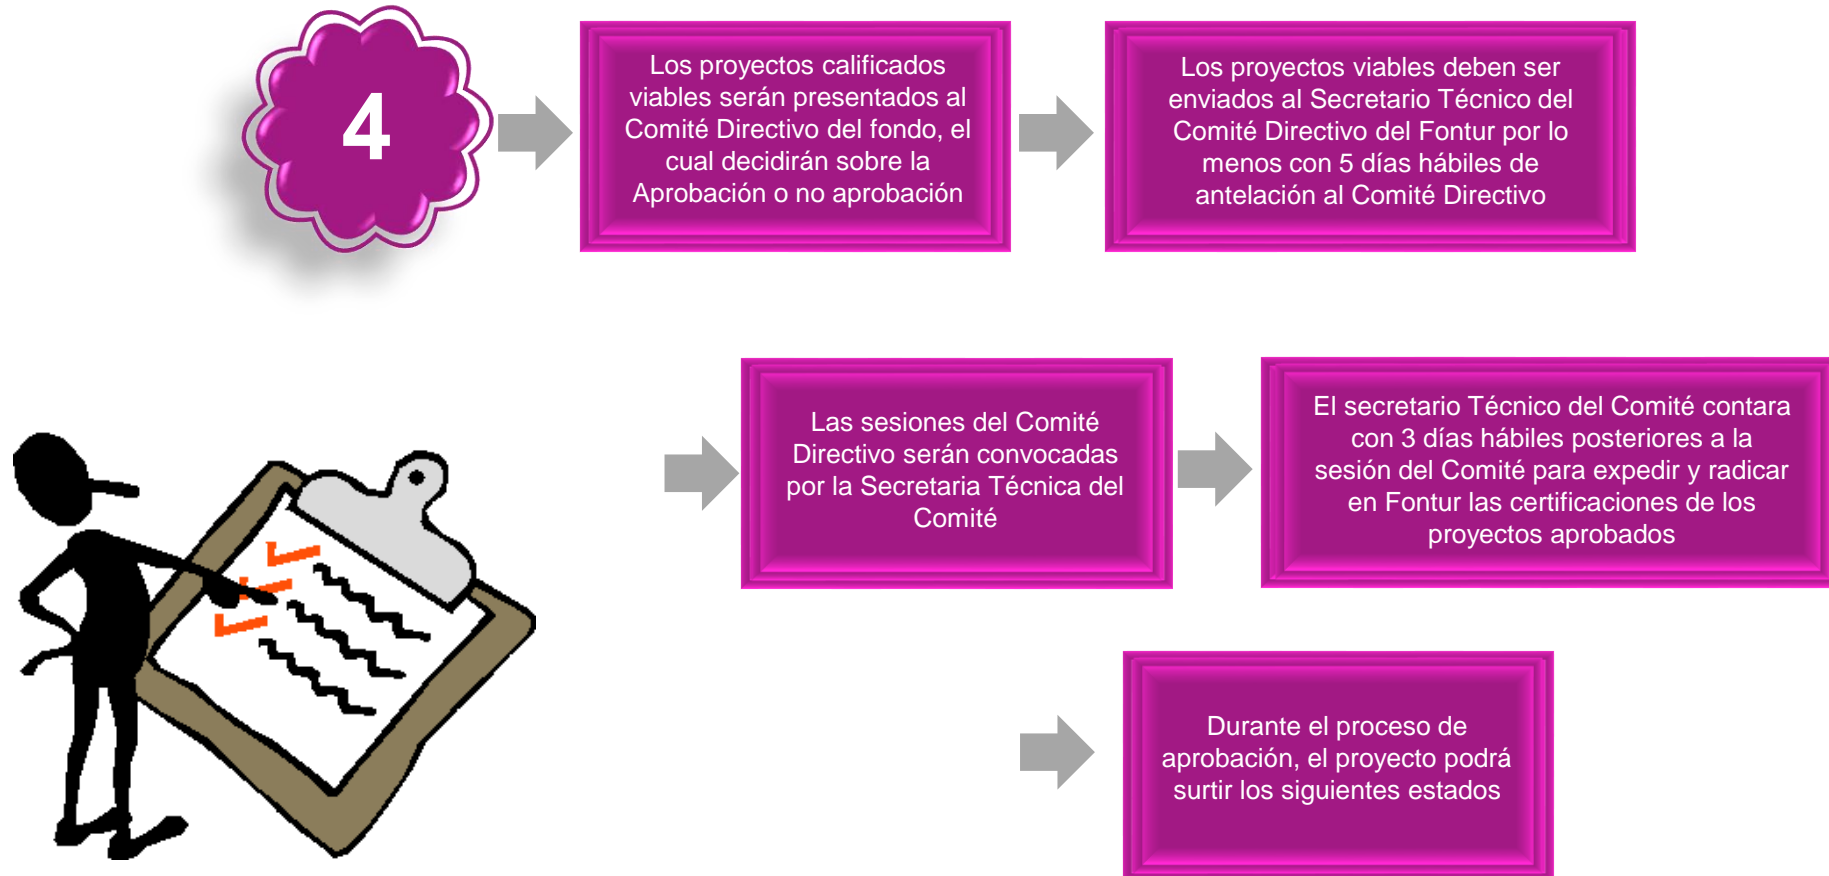 4
Los proyectos calificados
viables serán presentados al
Comité Directivo del fondo, el
cual decidirán sobre la
Aprobación o no aprobación
Los proyectos viables deben ser
enviados al Secretario Técnico del
Comité Directivo del Fontur por lo
menos con 5 días hábiles de
antelación al Comité Directivo
Las sesiones del Comité
Directivo serán convocadas
por la Secretaria Técnica del
Comité
El secretario Técnico del Comité contara
con 3 días hábiles posteriores a la
sesión del Comité para expedir y radicar
en Fontur las certificaciones de los
proyectos aprobados
Durante el proceso de
aprobación, el proyecto podrá
surtir los siguientes estados